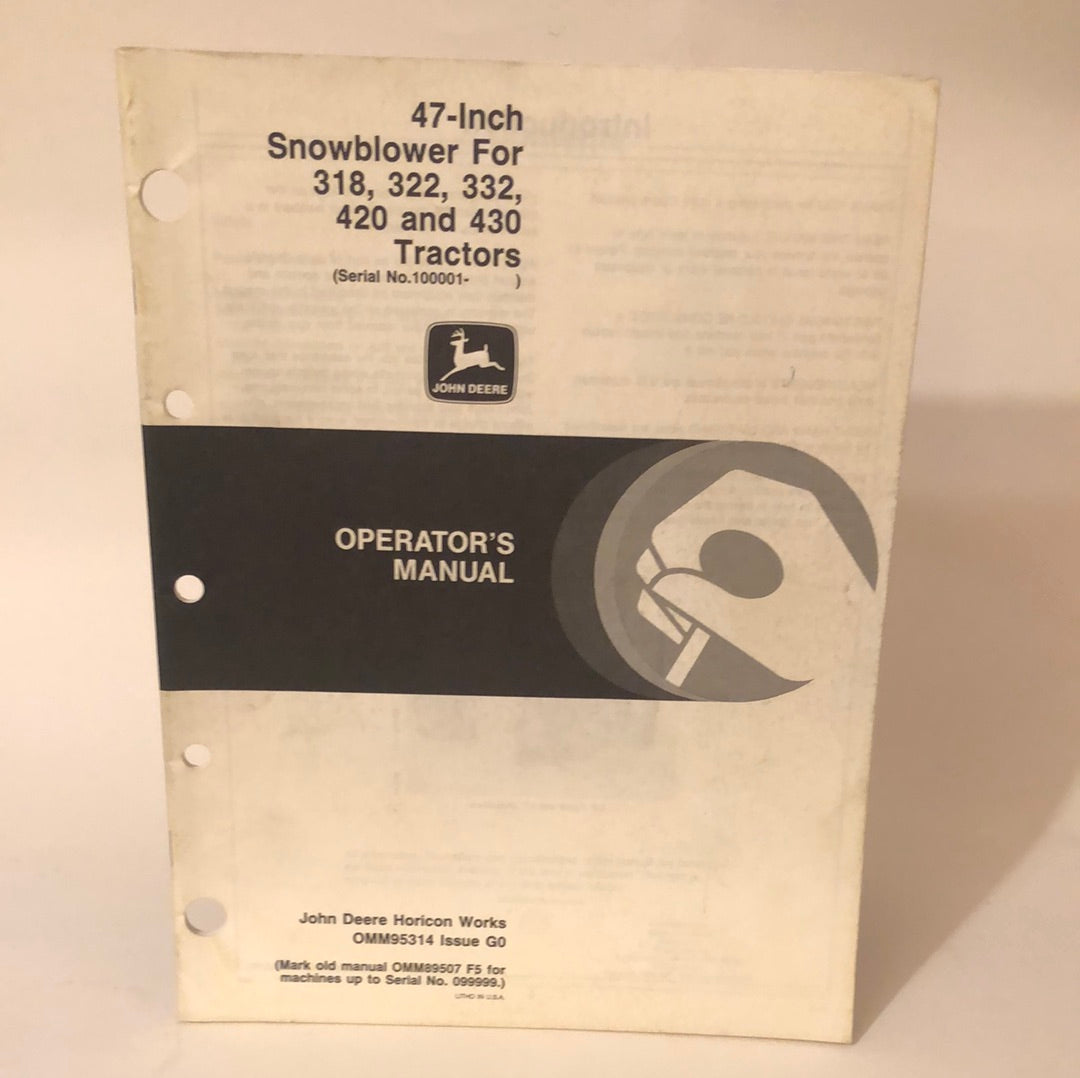 47-Inch
Snowblower For
318, 322, 332,
420 and 430
Tractors
(Serial No.100001- )
JOHN DEERE
OPERATOR'S
MANUAL
John Deere Horicon Works
OMM95314 Issue G0
(Mark old manual OMM89507 F5 for
machines up to Serial No. 099999.)
LITHO IN U.S.A.